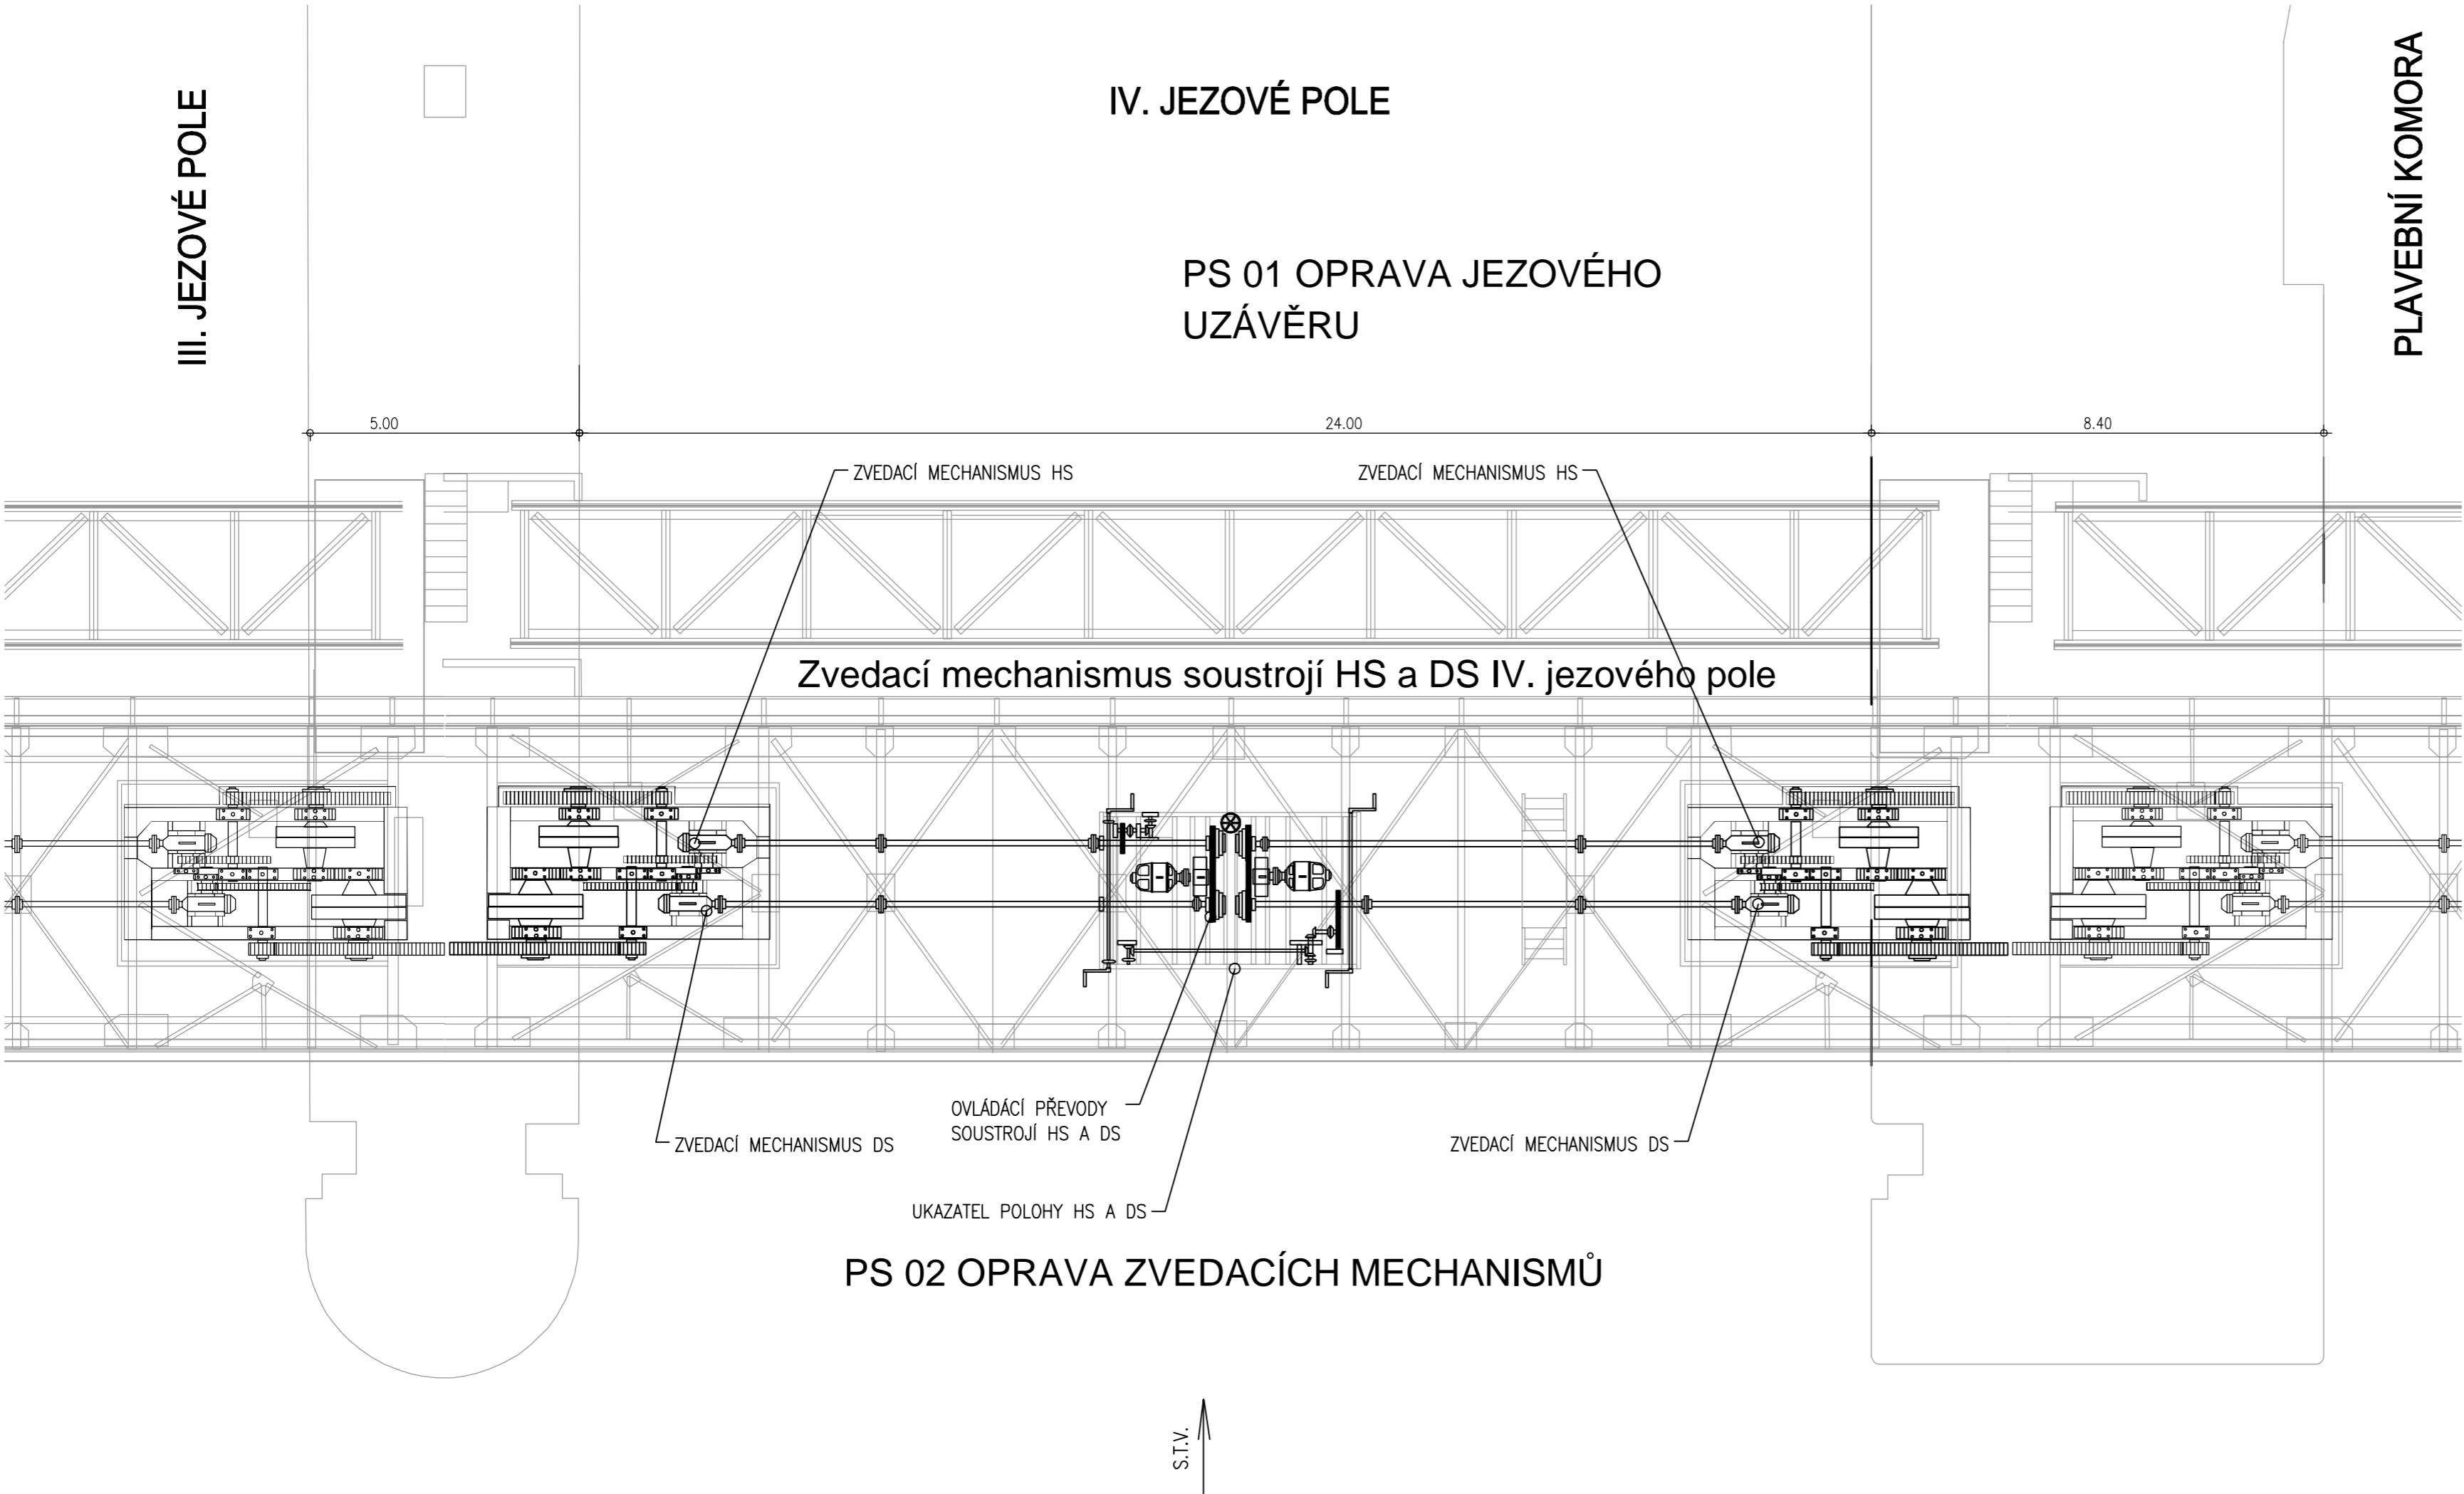 III. JEZOVÉ POLE
IV. JEZOVÉ POLE
PLAVEBNÍ KOMORA
PS 01 OPRAVA JEZOVÉHO
UZÁVĚRU
5.00
24.00
8.40
ZVEDACÍ MECHANISMUS HS
ZVEDACÍ MECHANISMUS HS
Zvedací mechanismus soustrojí HS a DS IV. jezového pole
OVLÁDÁCÍ PŘEVODY
SOUSTROJÍ HS A DS
ZVEDACÍ MECHANISMUS DS
ZVEDACÍ MECHANISMUS DS
UKAZATEL POLOHY HS A DS
PS 02 OPRAVA ZVEDACÍCH MECHANISMŮ
S.T.V.